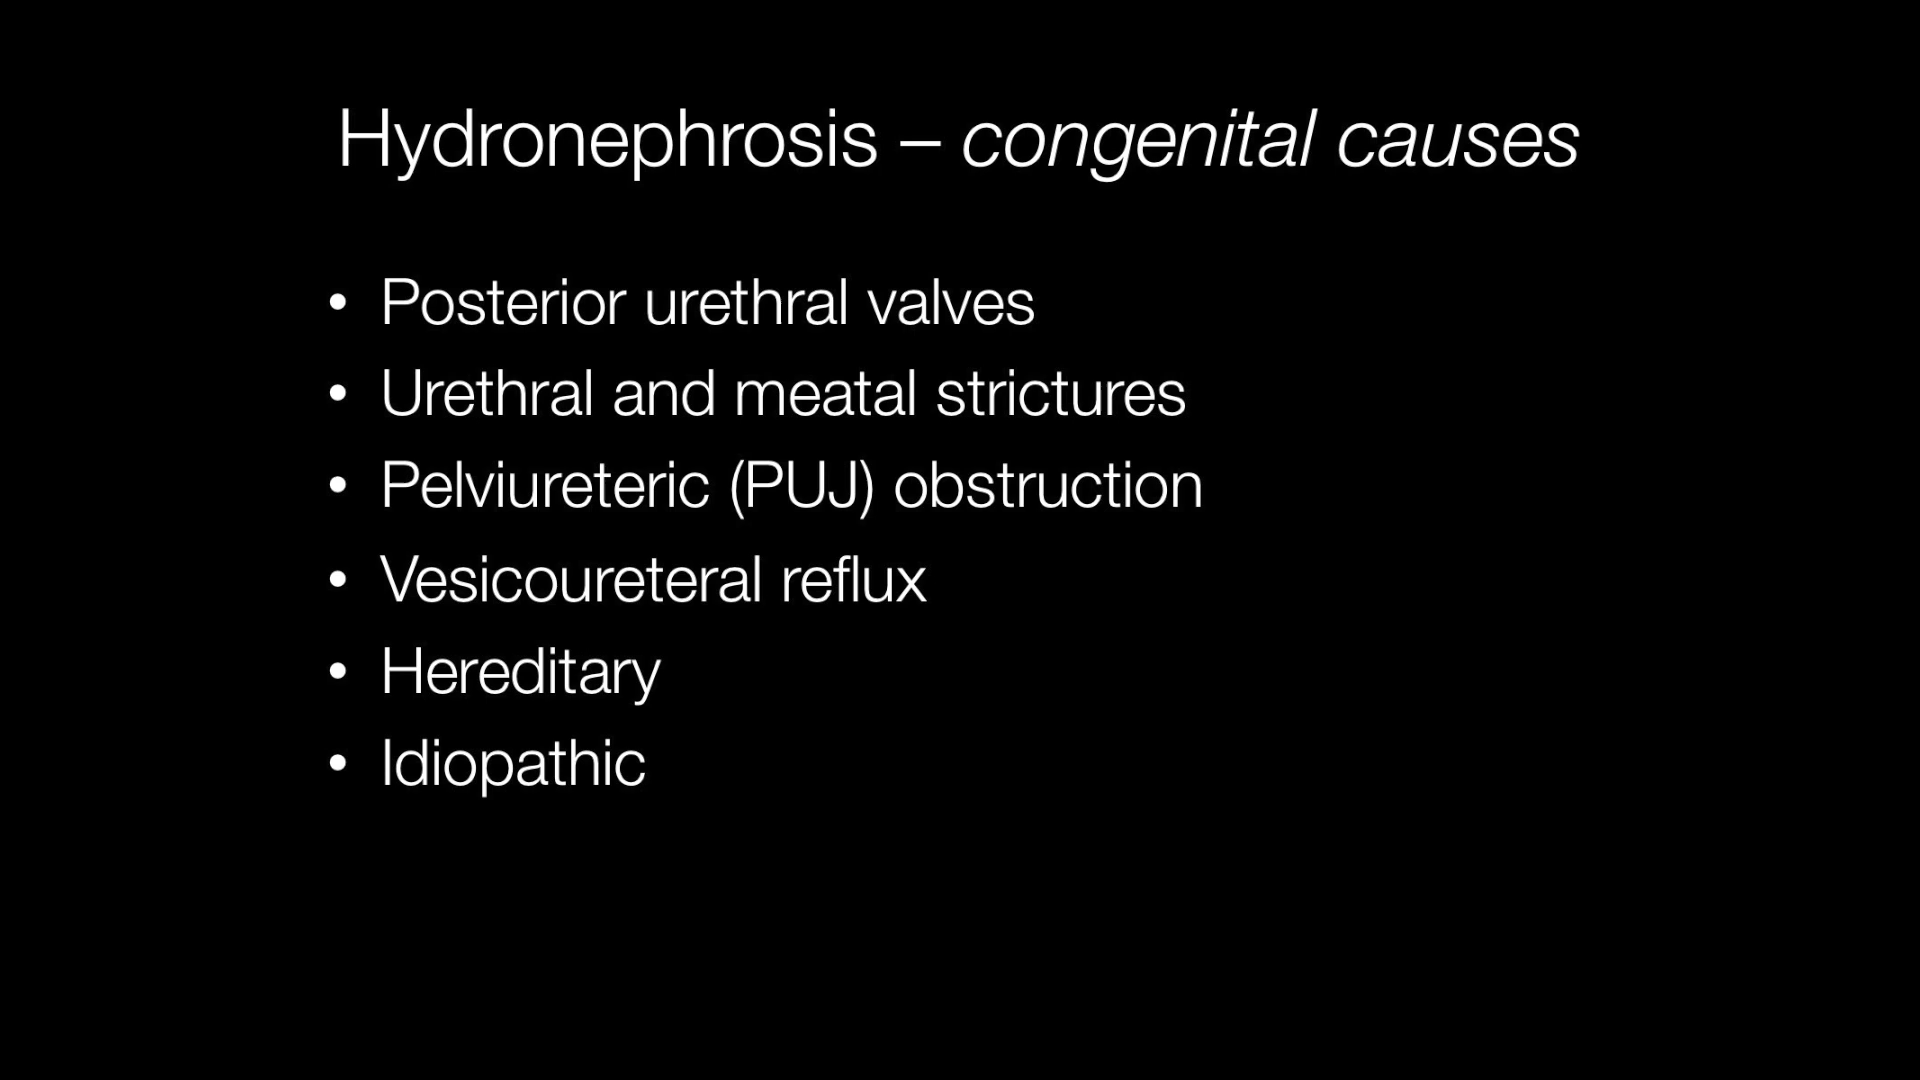 Hydronephrosis – congenital causes
• Posterior urethral valves
• Urethral and meatal strictures
• Pelviureteric (PUJ) obstruction
• Vesicoureteral reflux
• Hereditary
• Idiopathic